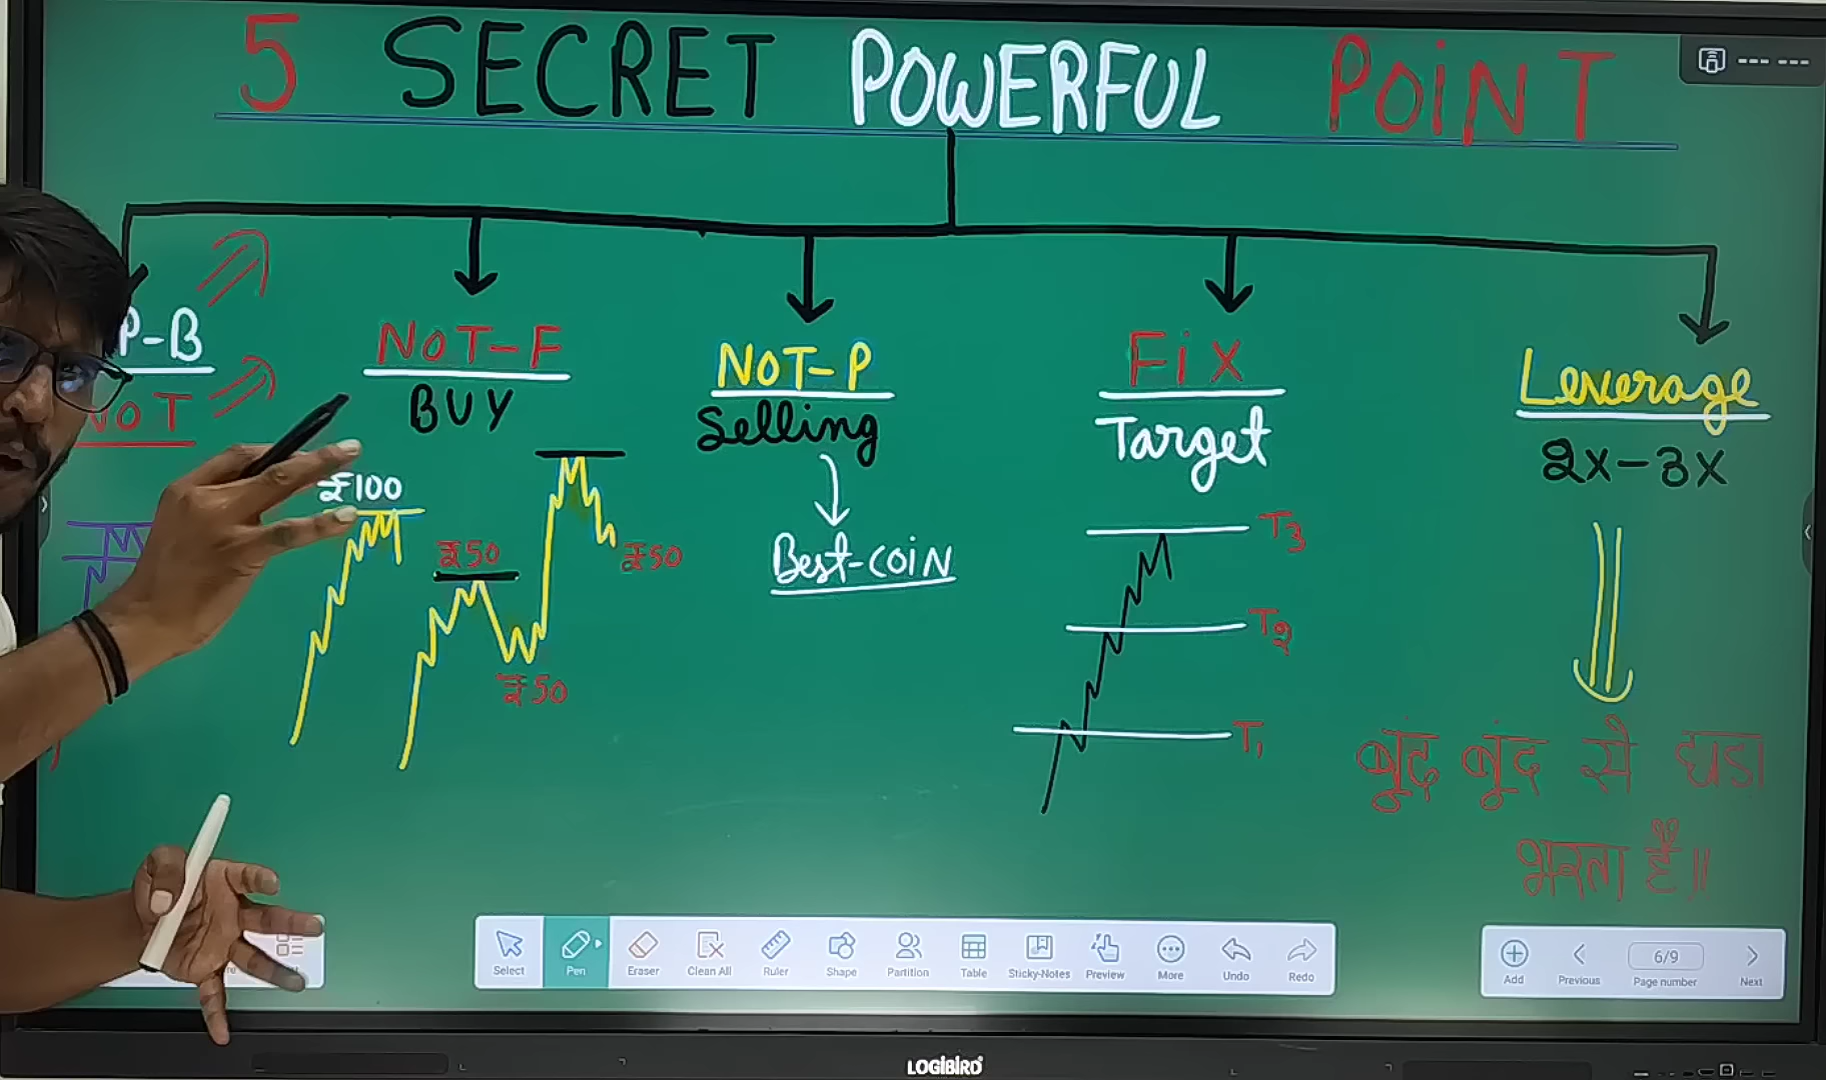 5 SECRET POWERFUL POINT
P-B
NOT
NOT-F
BUY
₹100
₹50
₹50
₹50
NOT-P
Selling
Best-COIN
FIX
Target
T3
T2
T1
Leverage
2x-3x
बुंद बुंद से घडा
भरता है॥
Select
Pen
Eraser
Clean All
Ruler
Shape
Partition
Table
Sticky-Notes
Preview
More
Undo
Redo
Add
Previous
6/9
Page number
Next
LOGIBIRD